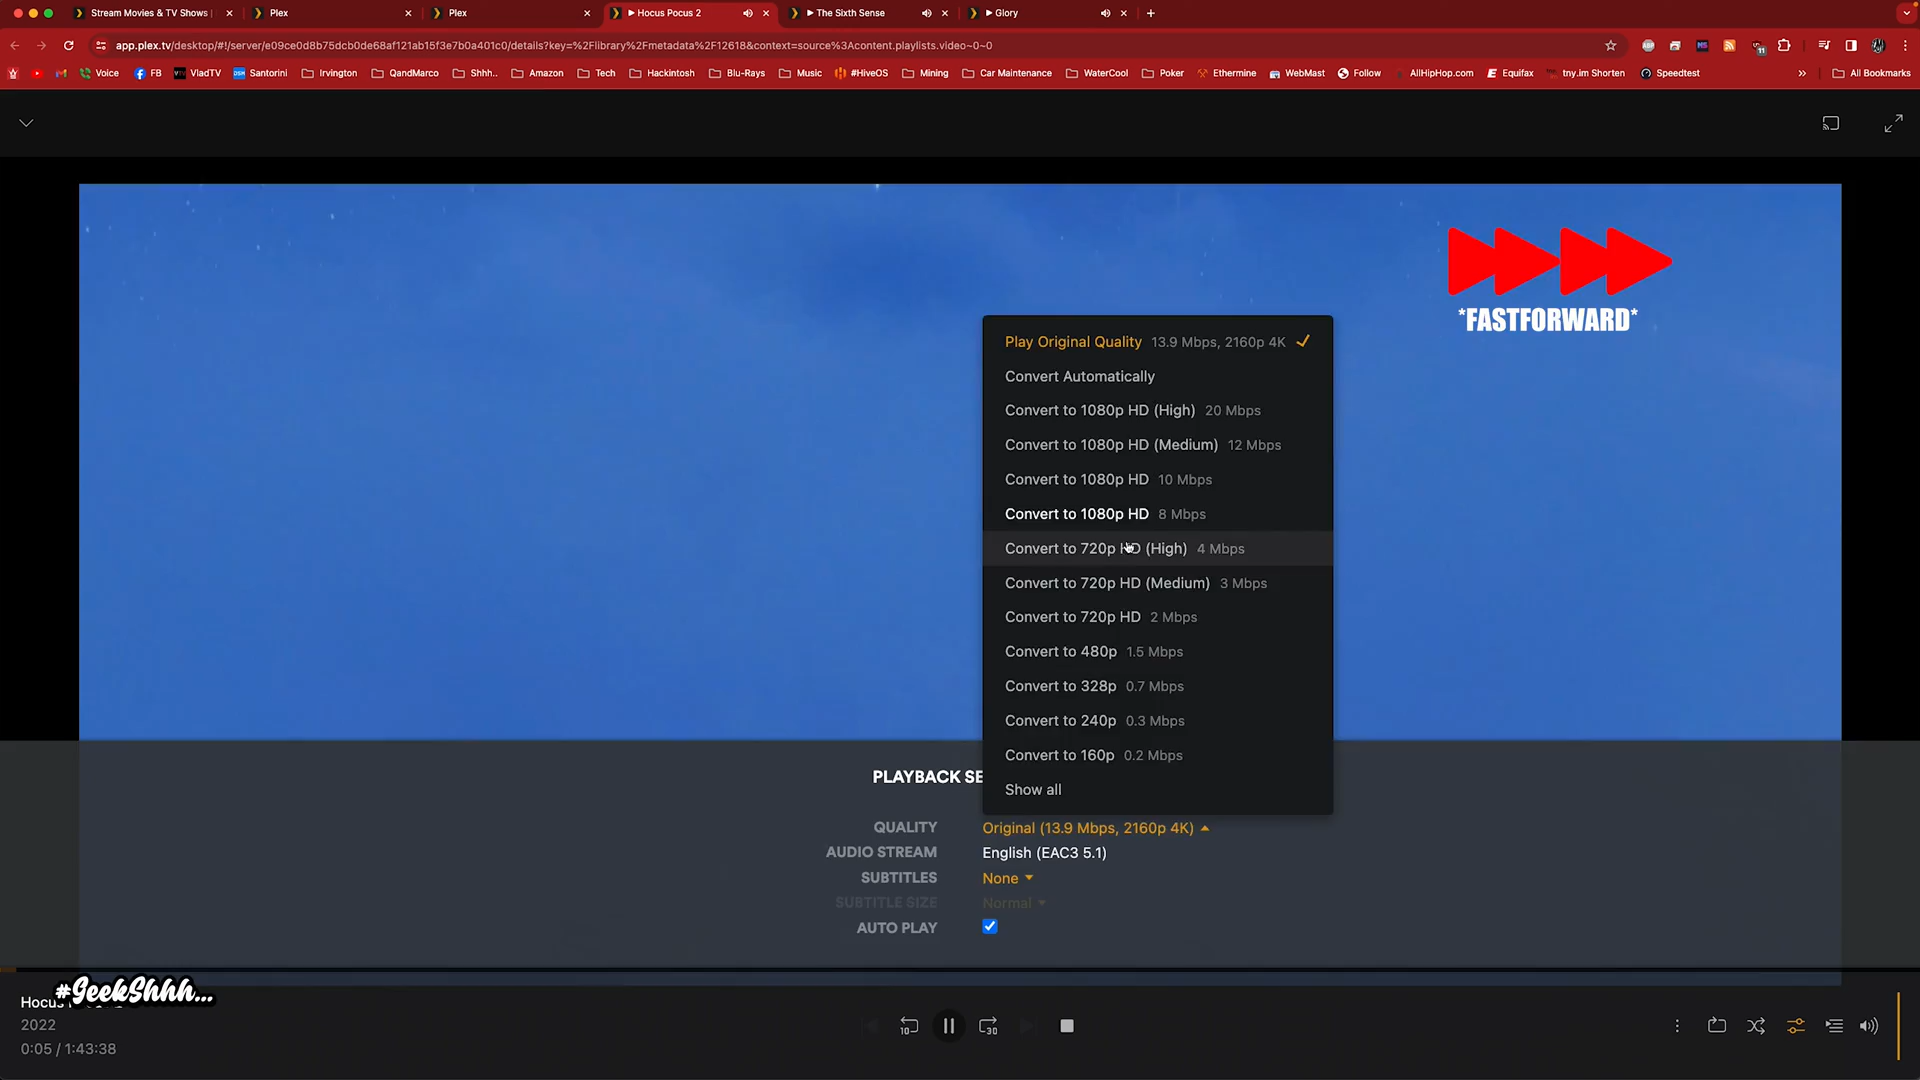 Stream Movies & TV Shows |
Plex
Plex
Hocus Pocus 2
The Sixth Sense
Glory
app.plex.tv/desktop/#!/server/e09ce0d8b75dcb0de68af121ab15f3e7b0a401c0/details?key=%2Flibrary%2Fmetadata%2F12618&context=source%3Acontent.playlists.video~0~0
Voice FB VladTV Santorini Irvington QandMarco Shhh.. Amazon Tech Hackintosh Blu-Rays Music #HiveOS Mining Car Maintenance WaterCool Poker Ethermine WebMast Follow AllHipHop.com Equifax tny.im Shorten Speedtest » All Bookmarks
*FASTFORWARD*
Play Original Quality 13.9 Mbps, 2160p 4K
Convert Automatically
Convert to 1080p HD (High) 20 Mbps
Convert to 1080p HD (Medium) 12 Mbps
Convert to 1080p HD 10 Mbps
Convert to 1080p HD 8 Mbps
Convert to 720p HD (High) 4 Mbps
Convert to 720p HD (Medium) 3 Mbps
Convert to 720p HD 2 Mbps
Convert to 480p 1.5 Mbps
Convert to 328p 0.7 Mbps
Convert to 240p 0.3 Mbps
Convert to 160p 0.2 Mbps
Show all
PLAYBACK SE
QUALITY Original (13.9 Mbps, 2160p 4K)
AUDIO STREAM English (EAC3 5.1)
SUBTITLES None
SUBTITLE SIZE Normal
AUTO PLAY
#GeekShhh...
Hocus
2022
0:05 / 1:43:38
10
30